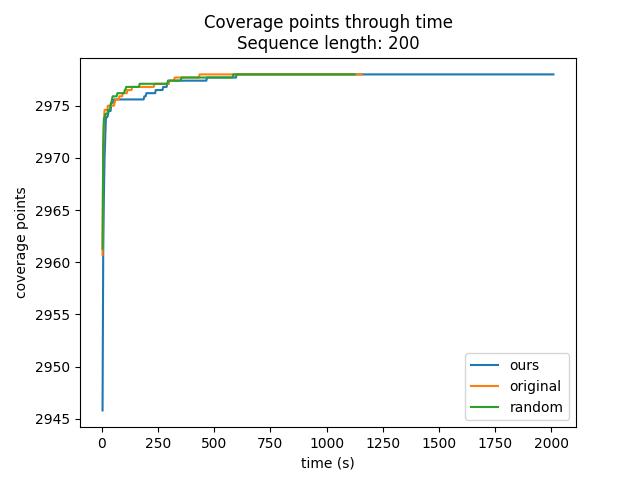 Coverage points through time
Sequence length: 200
coverage points
2975
2970
2965
2960
2955
2950
2945
ours
original
random
0
250
500
750
1000
1250
1500
1750
2000
time (s)